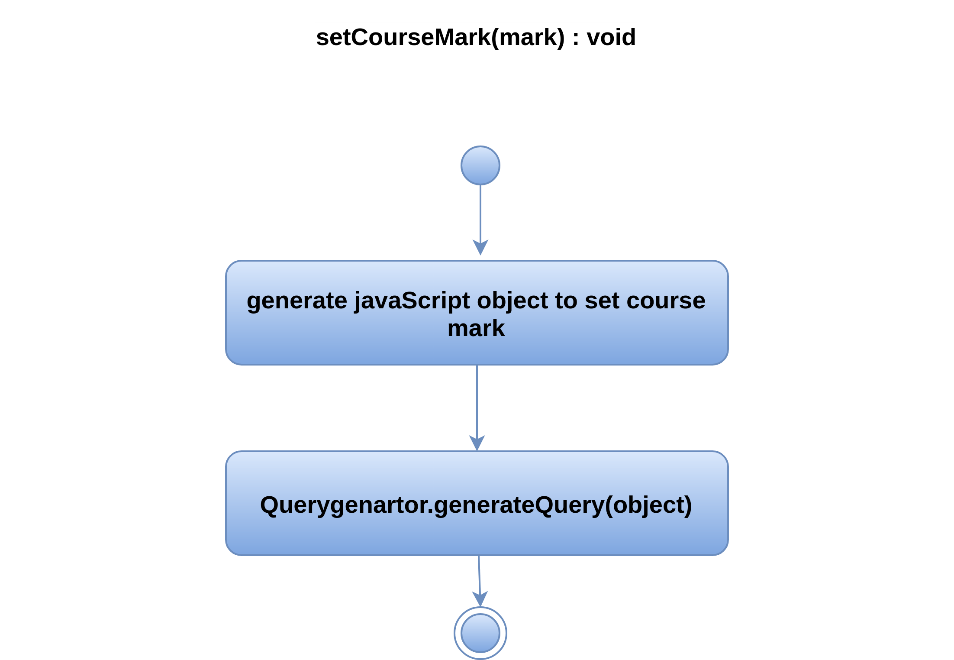 setCourseMark(mark) : void
generate javaScript object to set course
mark
Querygenartor.generateQuery(object)